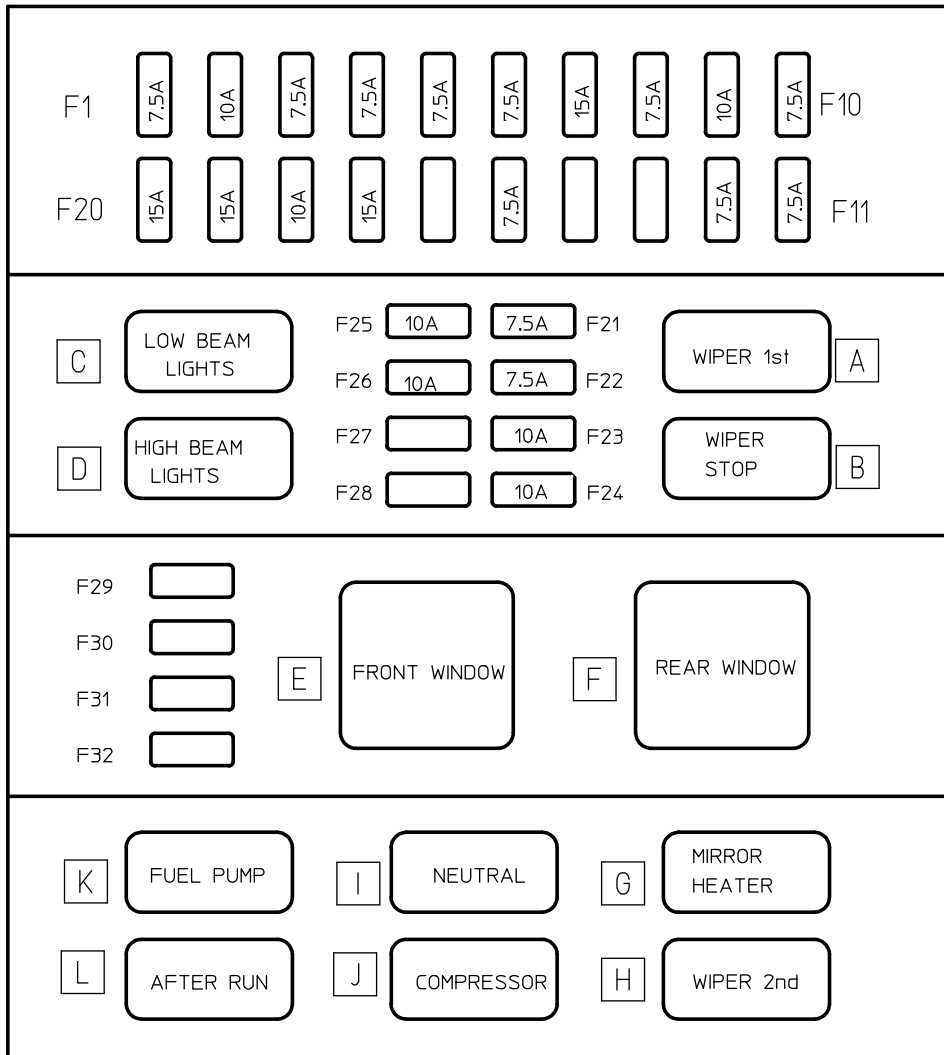 F1 7.5A 10A 7.5A 7.5A 7.5A 7.5A 15A 7.5A 10A 7.5A F10
F20 15A 15A 10A 15A 7.5A 7.5A 7.5A F11
C LOW BEAM
LIGHTS
F25 10A 7.5A F21
WIPER 1st A
F26 10A 7.5A F22
D HIGH BEAM
LIGHTS
F27 10A F23
F28 10A F24
WIPER
STOP
B
F29
F30
F31
F32
E FRONT WINDOW
F REAR WINDOW
K FUEL PUMP
I NEUTRAL
G MIRROR
HEATER
L AFTER RUN
J COMPRESSOR
H WIPER 2nd